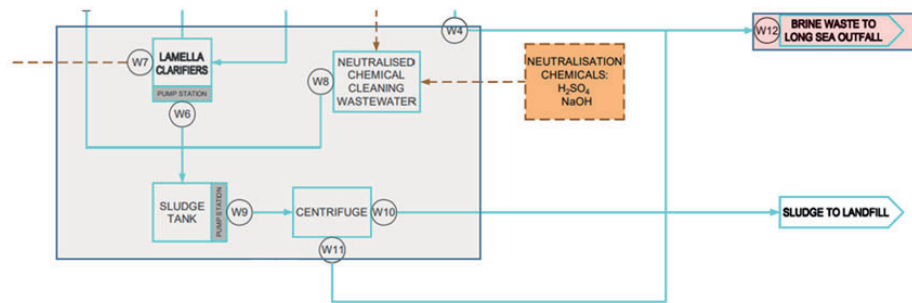 W4
W12
BRINE WASTE TO
LONG SEA OUTFALL
W7
LAMELLA
CLARIFIERS
PUMP STATION
W6
W8
NEUTRALISED
CHEMICAL
CLEANING
WASTEWATER
NEUTRALISATION
CHEMICALS:
H₂SO₄
NaOH
SLUDGE
TANK
PUMP STATION
W9
CENTRIFUGE
W10
W11
SLUDGE TO LANDFILL